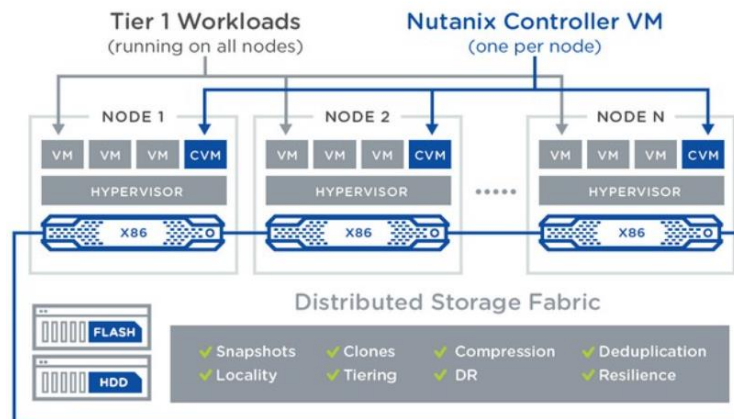 Tier 1 Workloads
(running on all nodes)
Nutanix Controller VM
(one per node)
NODE 1
VM VM VM CVM
HYPERVISOR
X86
NODE 2
VM VM VM CVM
HYPERVISOR
X86
NODE N
VM VM VM CVM
HYPERVISOR
X86
Distributed Storage Fabric
FLASH
HDD
Snapshots Clones Compression Deduplication
Locality Tiering DR Resilience